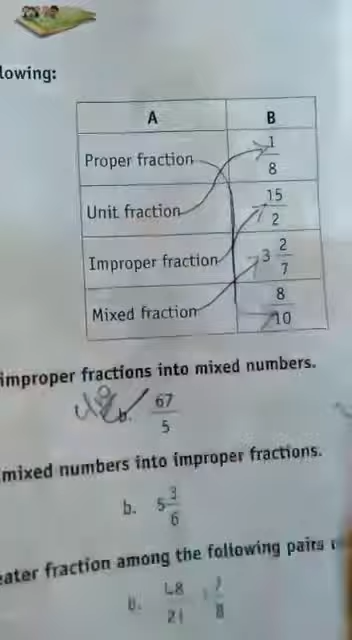 lowing:
A B
Proper fraction 1/8
Unit fraction 15/2
Improper fraction 3 2/7
Mixed fraction 8/10
improper fractions into mixed numbers.
b. 67/5
mixed numbers into improper fractions.
b. 5 3/6
eater fraction among the following pairs